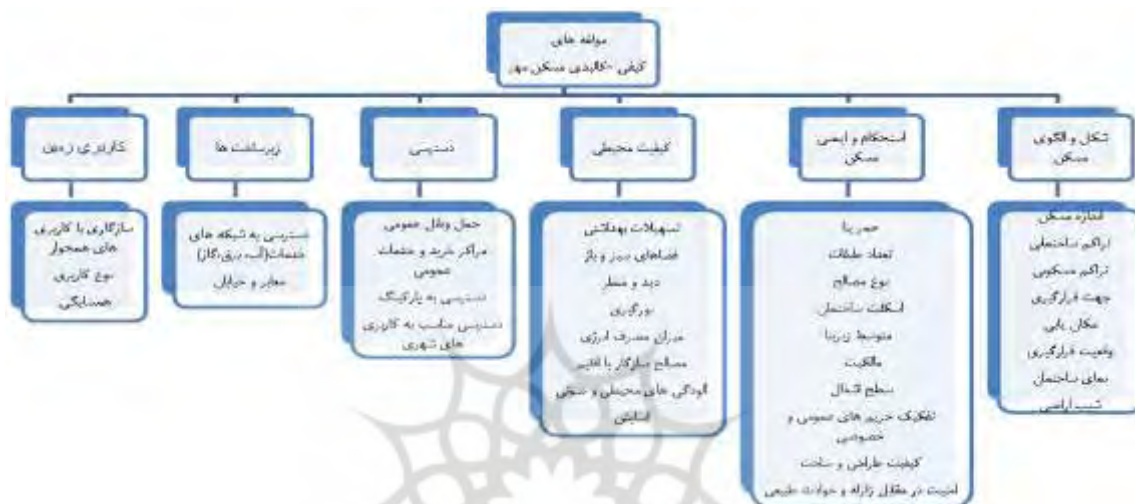 مولفه های
کیفی -کالبدی مسکن مهر
شکل و الگوی
مسکن
استحکام و ایمنی
مسکن
کیفیت محیطی
دسترسی
زیرساخت ها
کاربری زمین
اندازه مسکن
تراکم ساختمانی
تراکم مسکونی
جهت قرارگیری
مکان یابی
وضعیت قرارگیری
نمای ساختمان
شیب اراضی
عمر بنا
تعداد طبقات
نوع مصالح
اسکلت ساختمان
متوسط زیربنا
مالکیت
سطح اشغال
تفکیک حریم های عمومی و
خصوصی
کیفیت طراحی و ساخت
امنیت در مقابل زلزله و حوادث طبیعی
تسهیلات بهداشتی
فضاهای سبز و باز
دید و منظر
نورگیری
میزان مصرف انرژی
مصالح سازگار با اقلیم
آلودگی های محیطی و صوتی
آسایش
حمل ونقل عمومی
مراکز خرید و خدمات
عمومی
دسترسی به پارکینگ
دسترسی مناسب به کاربری
های شهری
دسترسی به شبکه های
خدمات(آب، برق،گاز)
معابر و خیابان
سازگاری با کاربری
های همجوار
نوع کاربری
همسایگی